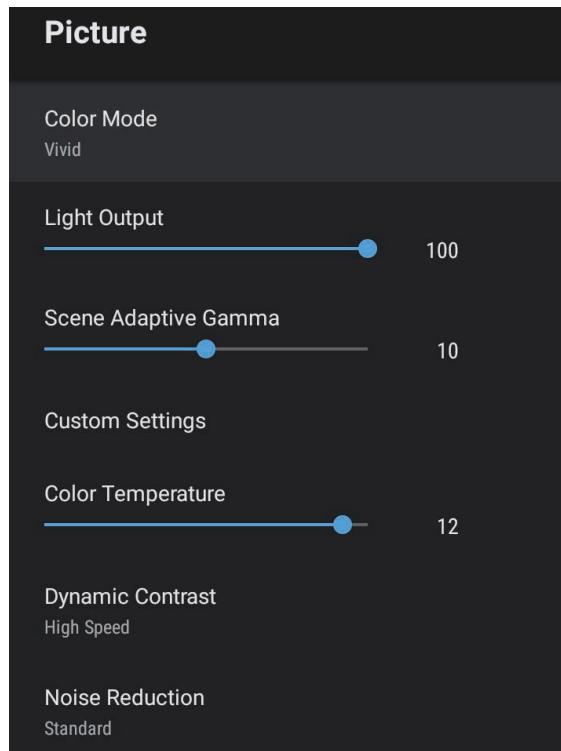 Picture
Color Mode
Vivid
Light Output
100
Scene Adaptive Gamma
10
Custom Settings
Color Temperature
12
Dynamic Contrast
High Speed
Noise Reduction
Standard